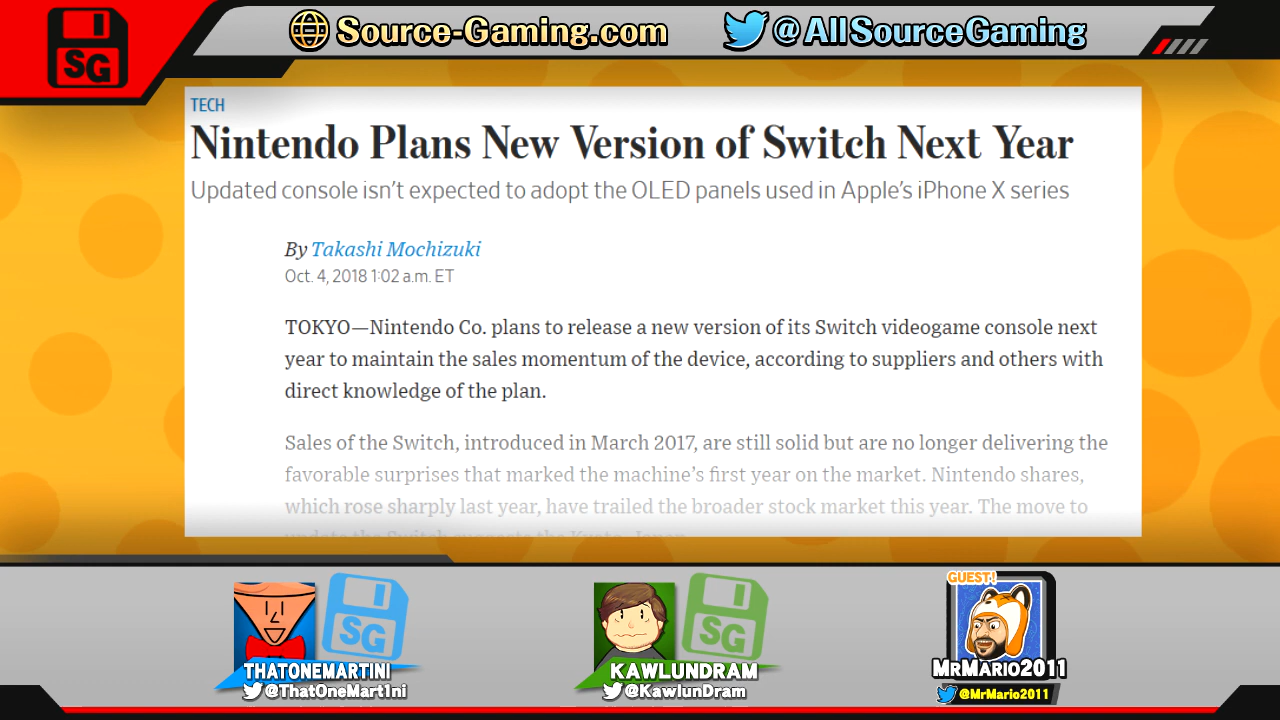 SG
Source-Gaming.com
@AllSourceGaming
TECH
Nintendo Plans New Version of Switch Next Year
Updated console isn't expected to adopt the OLED panels used in Apple's iPhone X series
By Takashi Mochizuki
Oct. 4, 2018 1:02 a.m. ET
TOKYO—Nintendo Co. plans to release a new version of its Switch videogame console next
year to maintain the sales momentum of the device, according to suppliers and others with
direct knowledge of the plan.
Sales of the Switch, introduced in March 2017, are still solid but are no longer delivering the
favorable surprises that marked the machine's first year on the market. Nintendo shares,
which rose sharply last year, have trailed the broader stock market this year. The move to
SG
THATONEMARTINI
@ThatOneMart1ni
SG
KAWLUNDRAM
@KawlunDram
GUEST!
MRMARIO2011
@MrMario2011